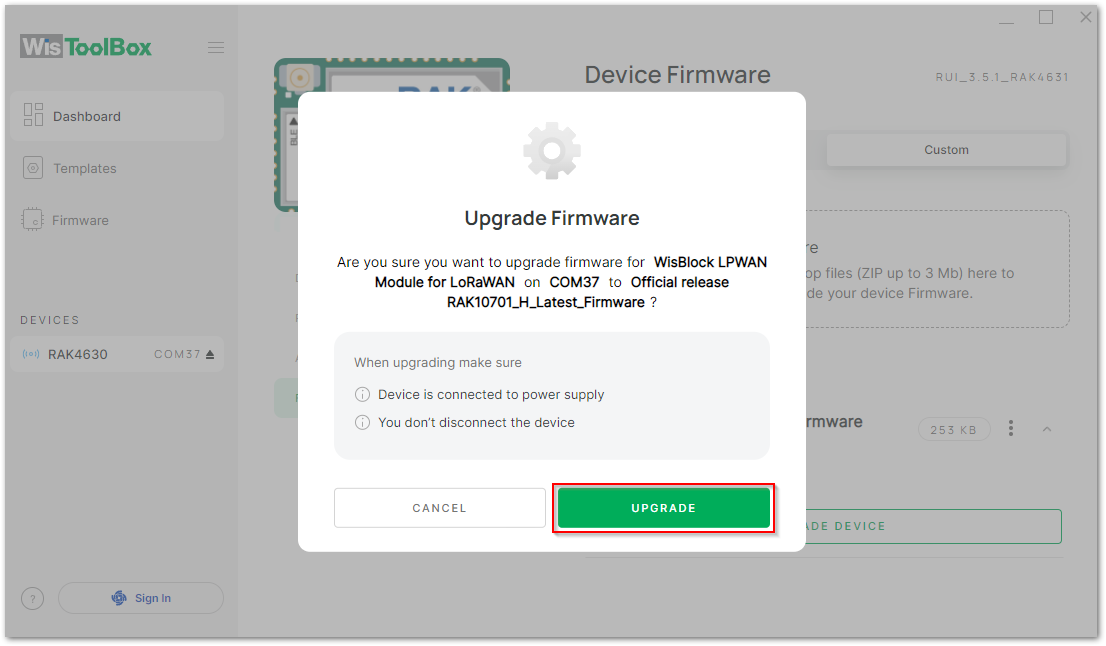 WisToolBox
Dashboard
Templates
Firmware
DEVICES
RAK4630 COM37
?
Sign In
RAK
BLE
Device Firmware
RUI_3.5.1_RAK4631
Custom
op files (ZIP up to 3 Mb) here to
de your device Firmware.
rmware
253 KB
ADE DEVICE
Upgrade Firmware
Are you sure you want to upgrade firmware for WisBlock LPWAN
Module for LoRaWAN on COM37 to Official release
RAK10701_H_Latest_Firmware ?
When upgrading make sure
Device is connected to power supply
You don't disconnect the device
CANCEL
UPGRADE